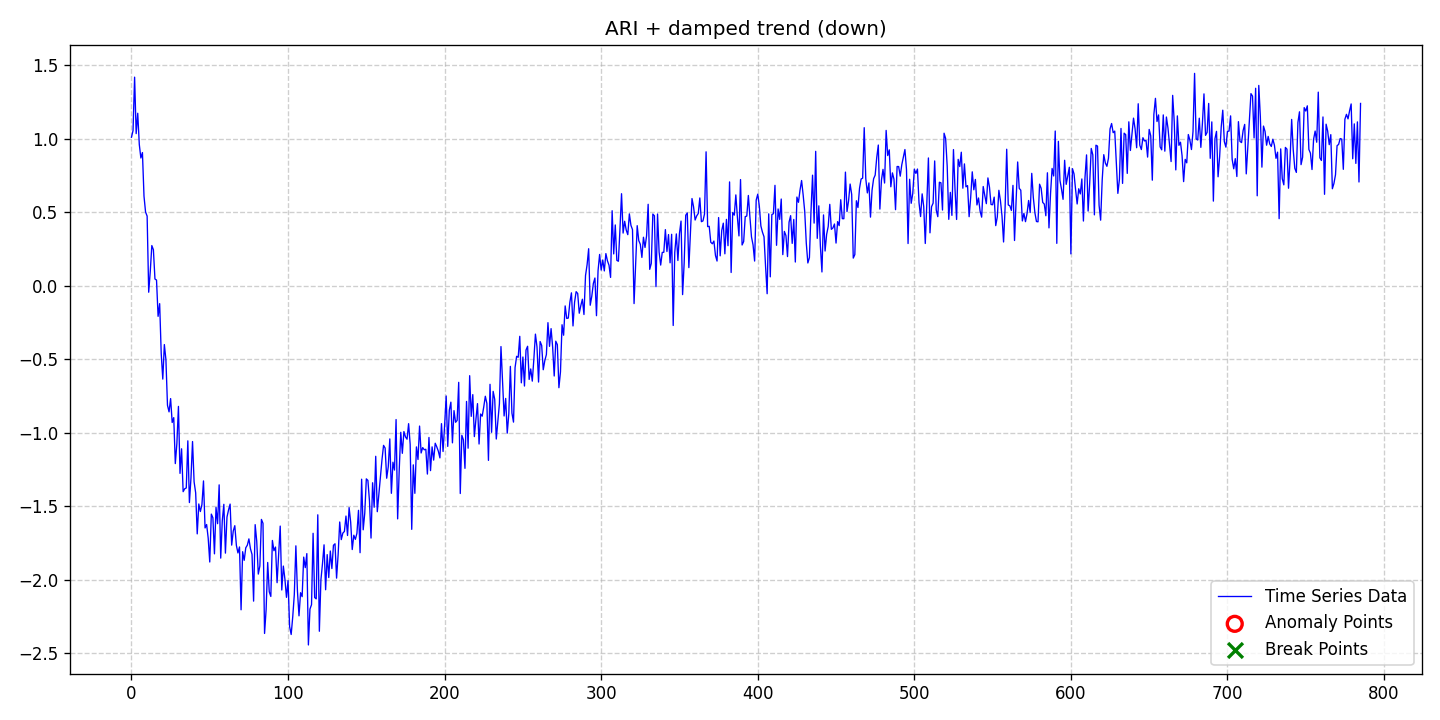 ARI + damped trend (down)
1.5
1.0
0.5
0.0
−0.5
−1.0
−1.5
−2.0
−2.5
0 100 200 300 400 500 600 700 800
Time Series Data
Anomaly Points
Break Points